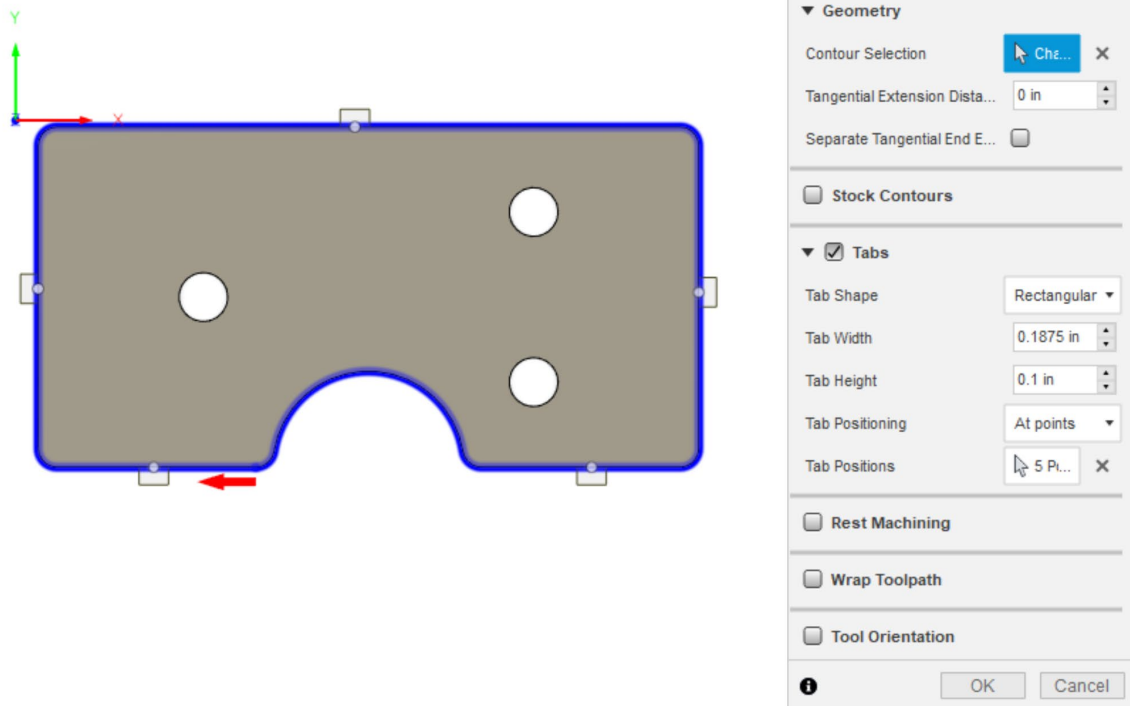 Y
X
Geometry
Contour Selection Cha...
Tangential Extension Dista... 0 in
Separate Tangential End E...
Stock Contours
Tabs
Tab Shape Rectangular
Tab Width 0.1875 in
Tab Height 0.1 in
Tab Positioning At points
Tab Positions 5 P...
Rest Machining
Wrap Toolpath
Tool Orientation
OK Cancel